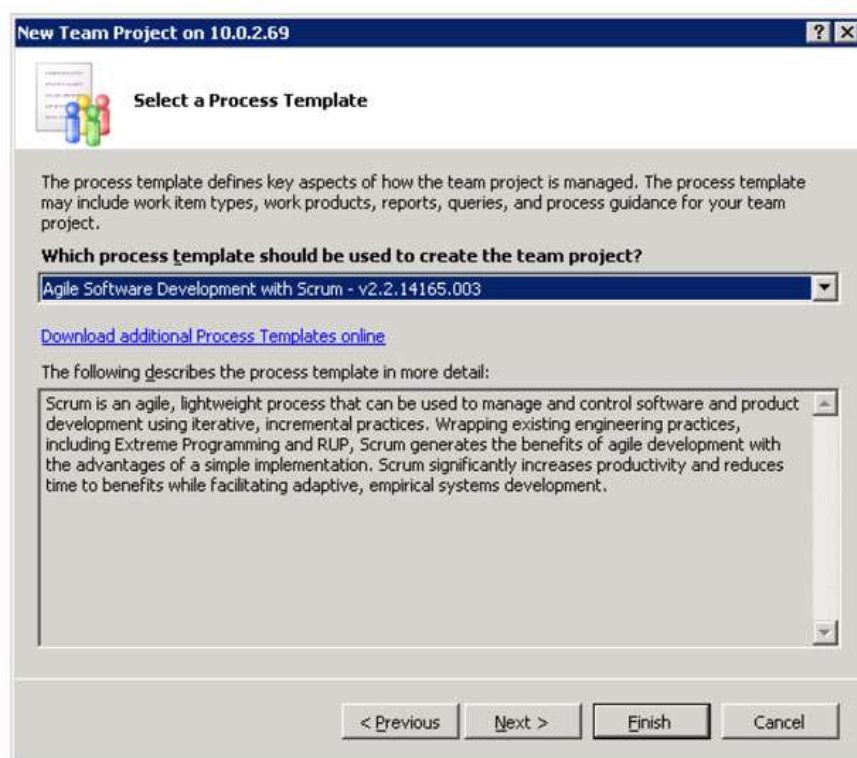 New Team Project on 10.0.2.69
Select a Process Template
The process template defines key aspects of how the team project is managed. The process template
may include work item types, work products, reports, queries, and process guidance for your team
project.
Which process template should be used to create the team project?
Agile Software Development with Scrum - v2.2.14165.003
Download additional Process Templates online
The following describes the process template in more detail:
Scrum is an agile, lightweight process that can be used to manage and control software and product
development using iterative, incremental practices. Wrapping existing engineering practices,
including Extreme Programming and RUP, Scrum generates the benefits of agile development with
the advantages of a simple implementation. Scrum significantly increases productivity and reduces
time to benefits while facilitating adaptive, empirical systems development.
< Previous Next > Finish Cancel